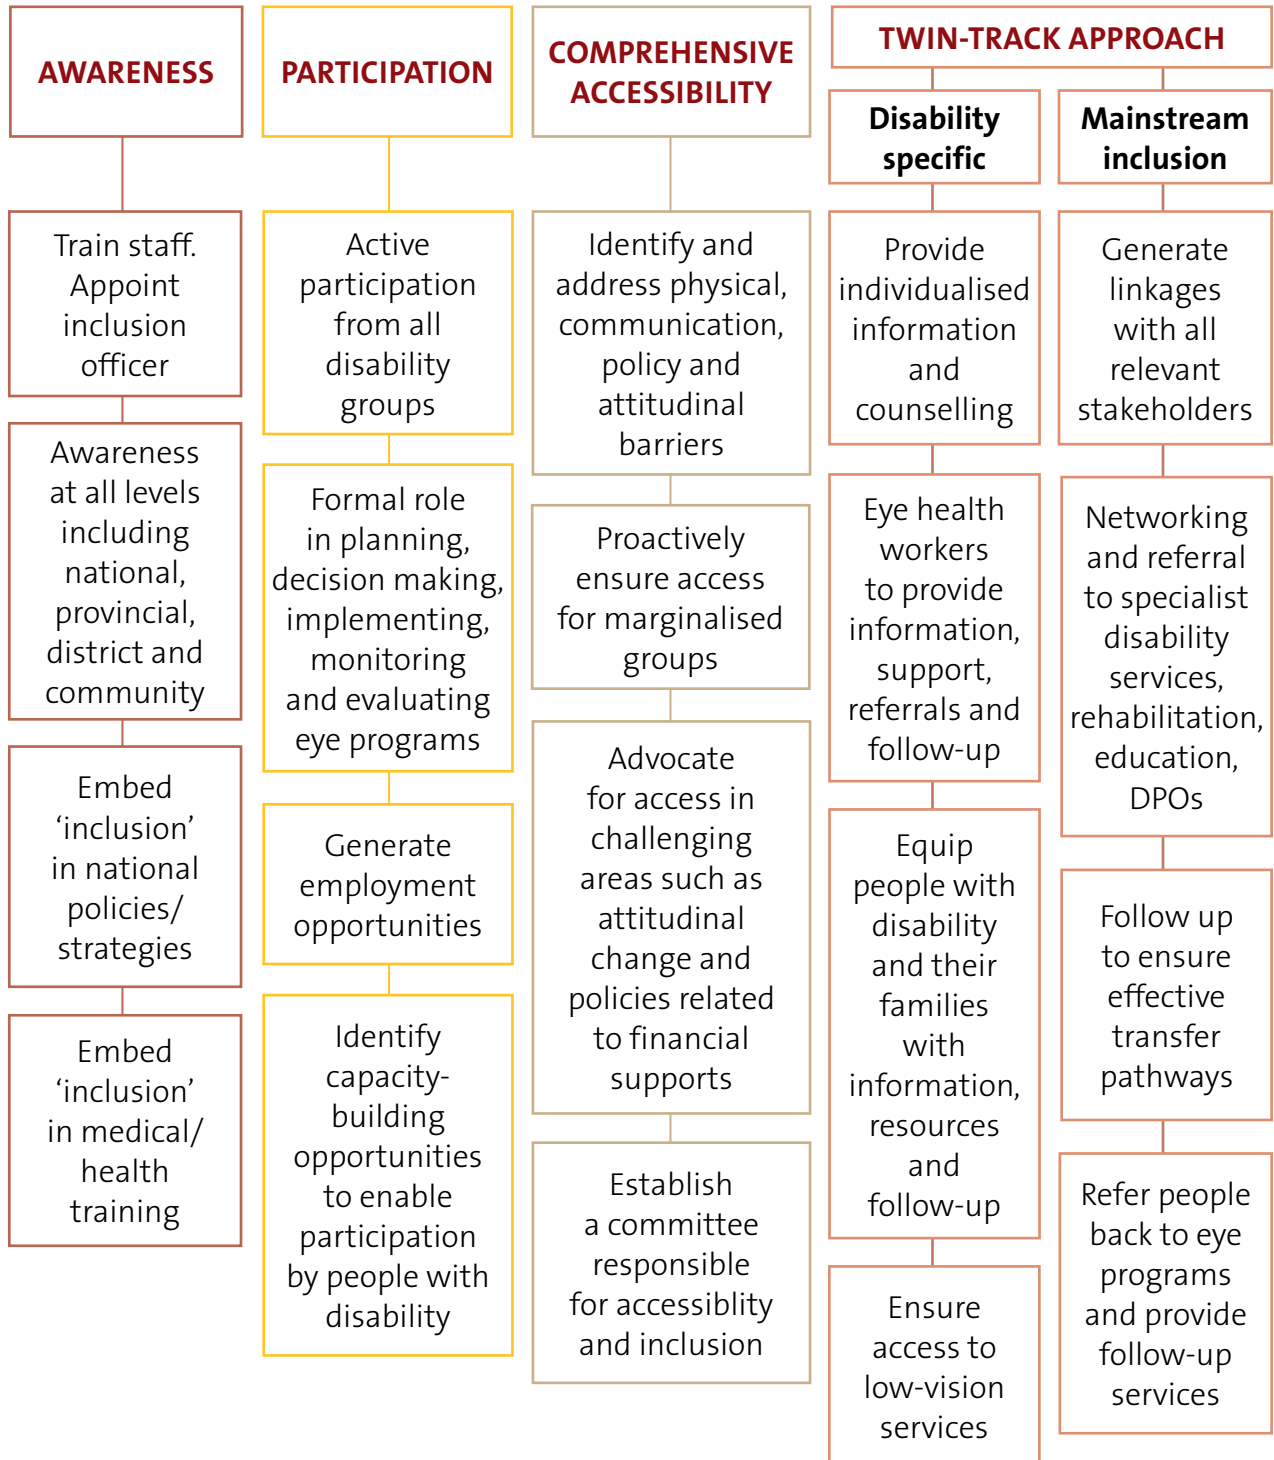 AWARENESS
Train staff.
Appoint
inclusion
officer
Awareness
at all levels
including
national,
provincial,
district and
community
Embed
‘inclusion’
in national
policies/
strategies
Embed
‘inclusion’
in medical/
health
training
PARTICIPATION
Active
participation
from all
disability
groups
Formal role
in planning,
decision making,
implementing,
monitoring
and evaluating
eye programs
Generate
employment
opportunities
Identify
capacity-
building
opportunities
to enable
participation
by people with
disability
COMPREHENSIVE
ACCESSIBILITY
Identify and
address physical,
communication,
policy and
attitudinal
barriers
Proactively
ensure access
for marginalised
groups
Advocate
for access in
challenging
areas such as
attitudinal
change and
policies related
to financial
supports
Establish
a committee
responsible
for accessiblity
and inclusion
TWIN-TRACK APPROACH
Disability
specific
Provide
individualised
information
and
counselling
Eye health
workers
to provide
information,
support,
referrals and
follow-up
Equip
people with
disability
and their
families
with
information,
resources
and
follow-up
Ensure
access to
low-vision
services
Mainstream
inclusion
Generate
linkages
with all
relevant
stakeholders
Networking
and referral
to specialist
disability
services,
rehabilitation,
education,
DPOs
Follow up
to ensure
effective
transfer
pathways
Refer people
back to eye
programs
and provide
follow-up
services